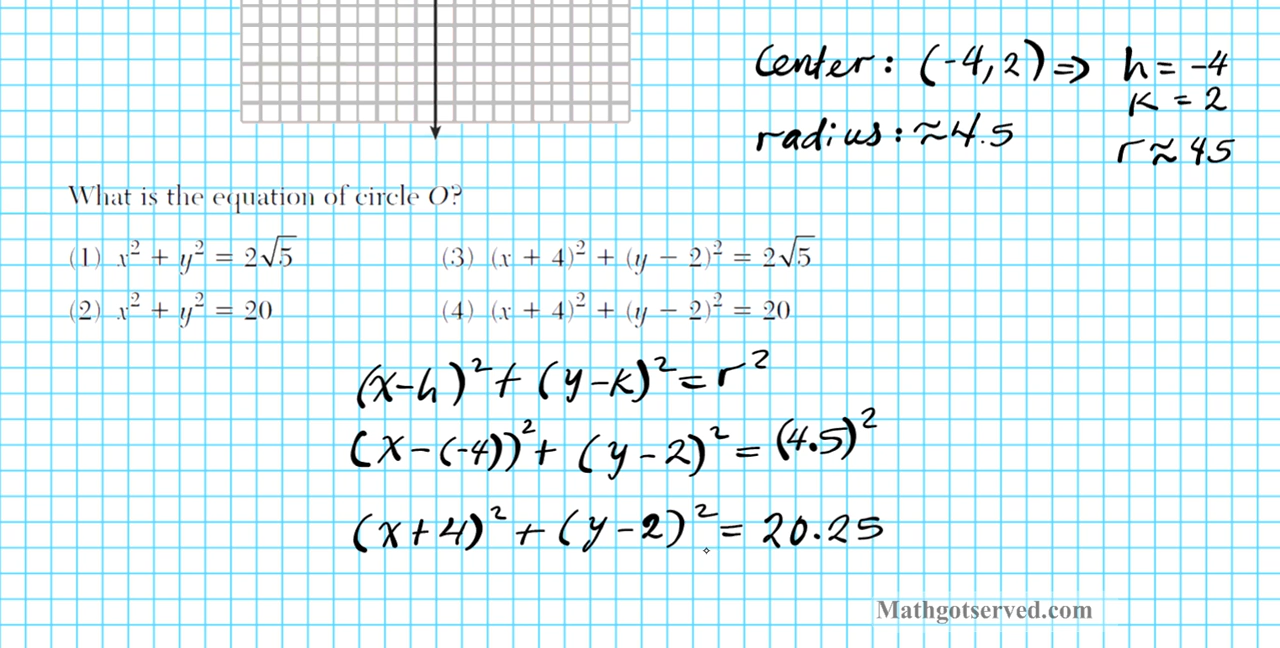 center: (-4,2) => h = -4
k = 2
radius: ≈4.5
r ≈ 45
What is the equation of circle O?
(1) x² + y² = 2√5
(3) (x + 4)² + (y − 2)² = 2√5
(2) x² + y² = 20
(4) (x + 4)² + (y − 2)² = 20
(x-h)² + (y-k)² = r²
(x-(-4))² + (y-2)² = (4.5)²
(x+4)² + (y-2)² = 20.25
Mathgotserved.com